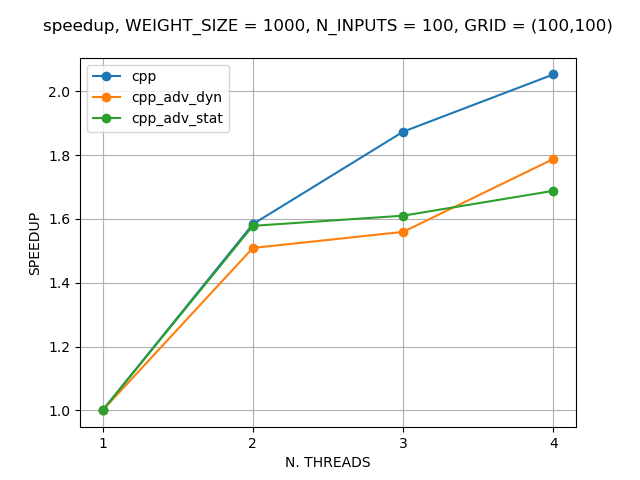 speedup, WEIGHT_SIZE = 1000, N_INPUTS = 100, GRID = (100,100)
cpp
cpp_adv_dyn
cpp_adv_stat
2.0
1.8
1.6
1.4
1.2
1.0
SPEEDUP
1 2 3 4
N. THREADS